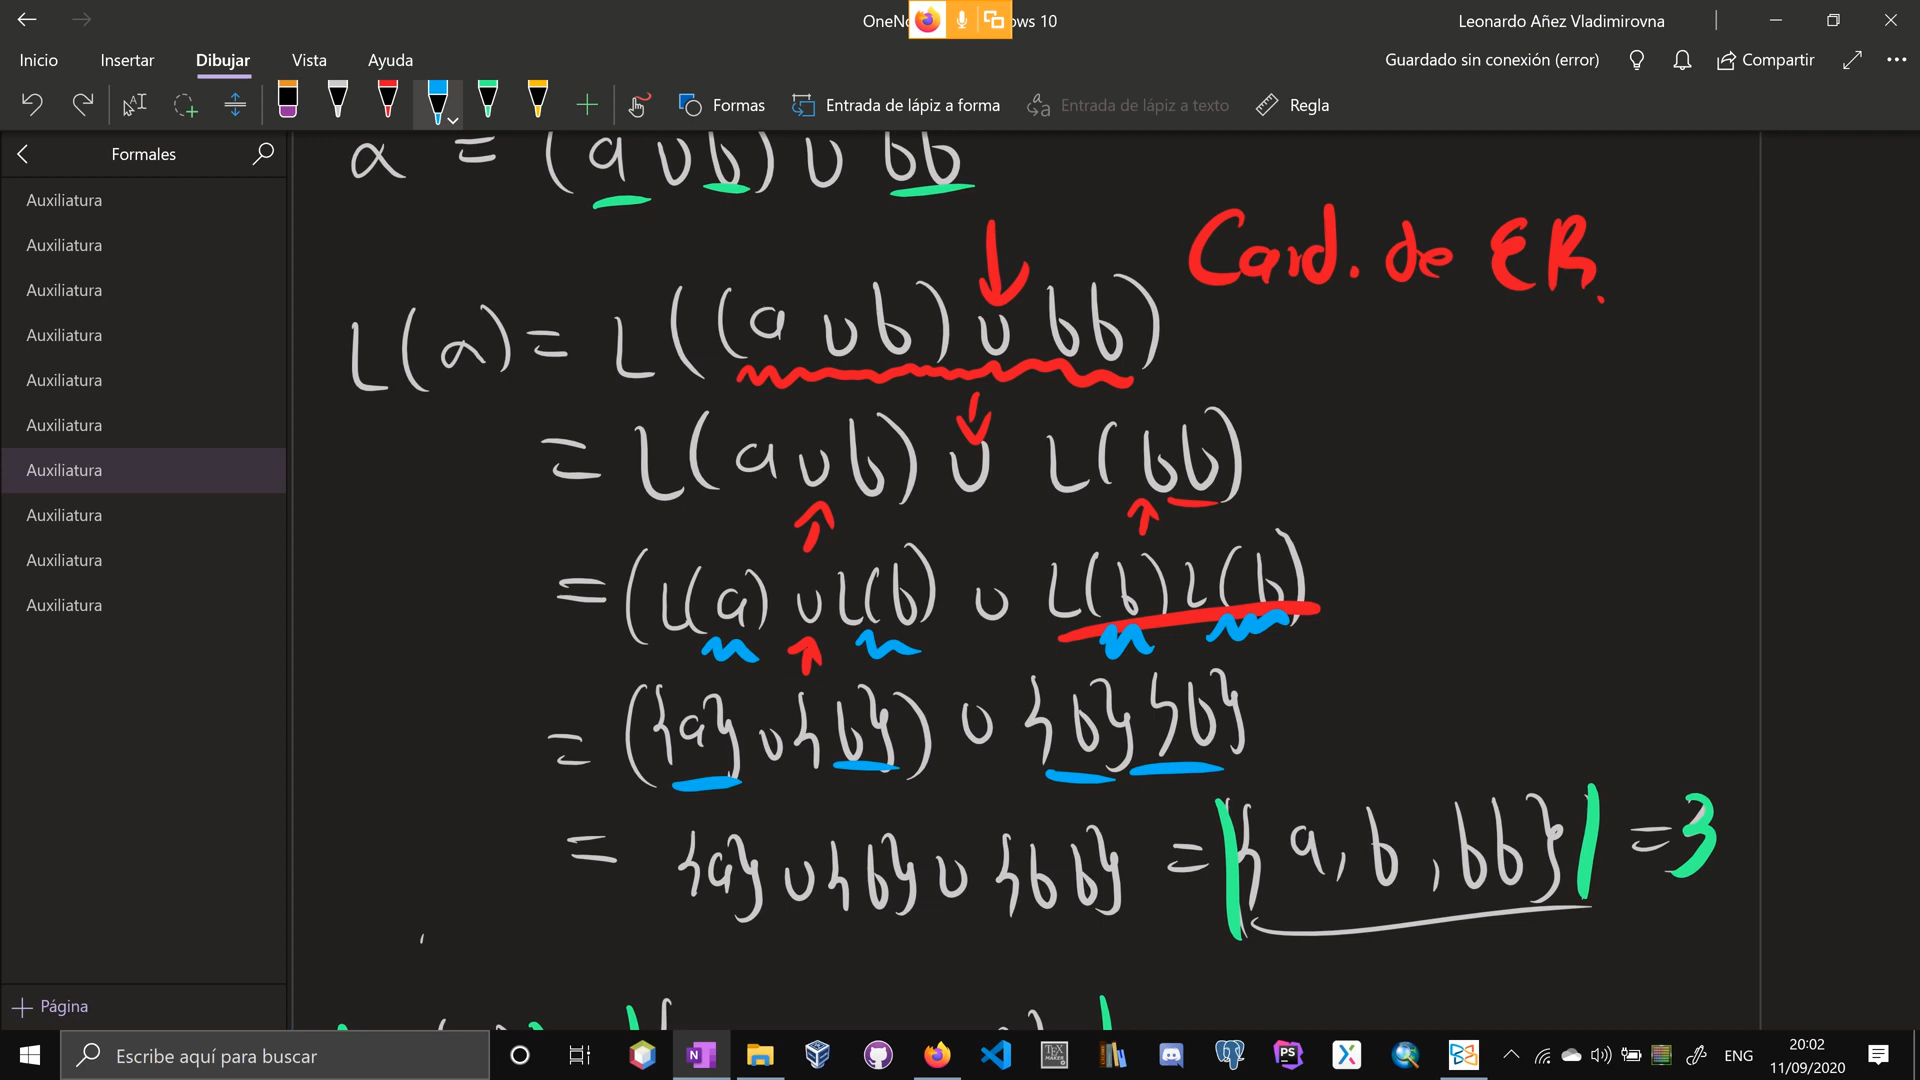 OneNo
ows 10
Leonardo Añez Vladimirovna
Inicio
Insertar
Dibujar
Vista
Ayuda
Guardado sin conexión (error)
Compartir
Formas
Entrada de lápiz a forma
Entrada de lápiz a texto
Regla
Formales
Auxiliatura
Auxiliatura
Auxiliatura
Auxiliatura
Auxiliatura
Auxiliatura
Auxiliatura
Auxiliatura
Auxiliatura
Auxiliatura
Página
α = (a ∪ b) ∪ bb
Card. de ER.
L(α) = L((a ∪ b) ∪ bb)
= L(a ∪ b) ∪ L(bb)
= (L(a) ∪ L(b) ∪ L(b)L(b)
= ({a} ∪ {b}) ∪ {b}{b}
= {a} ∪ {b} ∪ {bb} = |{a, b, bb}| = 3
Escribe aquí para buscar
ENG
20:02
11/09/2020